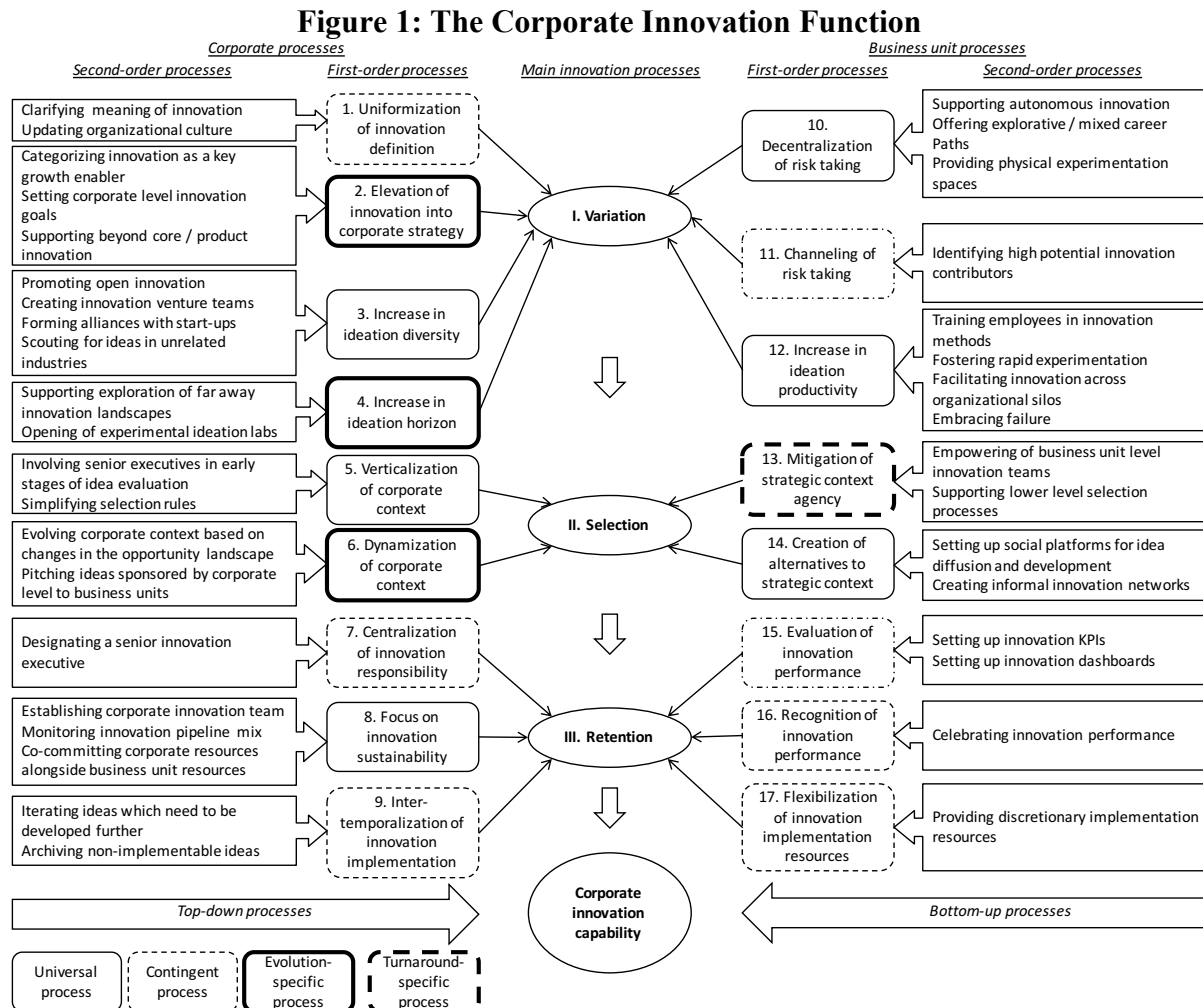 Figure 1: The Corporate Innovation Function
Corporate processes
Business unit processes
Second-order processes
First-order processes
Main innovation processes
First-order processes
Second-order processes
Clarifying meaning of innovation
Updating organizational culture
1. Uniformization
of innovation
definition
Categorizing innovation as a key
growth enabler
Setting corporate level innovation
goals
Supporting beyond core / product
innovation
2. Elevation of
innovation into
corporate strategy
Promoting open innovation
Creating innovation venture teams
Forming alliances with start-ups
Scouting for ideas in unrelated
industries
3. Increase in
ideation diversity
Supporting exploration of far away
innovation landscapes
Opening of experimental ideation labs
4. Increase in
ideation horizon
Involving senior executives in early
stages of idea evaluation
Simplifying selection rules
5. Verticalization
of corporate
context
Evolving corporate context based on
changes in the opportunity landscape
Pitching ideas sponsored by corporate
level to business units
6. Dynamization
of corporate
context
Designating a senior innovation
executive
7. Centralization
of innovation
responsibility
Establishing corporate innovation team
Monitoring innovation pipeline mix
Co-committing corporate resources
alongside business unit resources
8. Focus on
innovation
sustainability
Iterating ideas which need to be
developed further
Archiving non-implementable ideas
9. Inter-
temporalization of
innovation
implementation
I. Variation
II. Selection
III. Retention
Corporate
innovation
capability
10.
Decentralization
of risk taking
Supporting autonomous innovation
Offering explorative / mixed career
Paths
Providing physical experimentation
spaces
11. Channeling of
risk taking
Identifying high potential innovation
contributors
12. Increase in
ideation
productivity
Training employees in innovation
methods
Fostering rapid experimentation
Facilitating innovation across
organizational silos
Embracing failure
13. Mitigation of
strategic context
agency
Empowering of business unit level
innovation teams
Supporting lower level selection
processes
14. Creation of
alternatives to
strategic context
Setting up social platforms for idea
diffusion and development
Creating informal innovation networks
15. Evaluation of
innovation
performance
Setting up innovation KPIs
Setting up innovation dashboards
16. Recognition of
innovation
performance
Celebrating innovation performance
17. Flexibilization
of innovation
implementation
resources
Providing discretionary implementation
resources
Top-down processes
Bottom-up processes
Universal
process
Contingent
process
Evolution-
specific
process
Turnaround-
specific
process